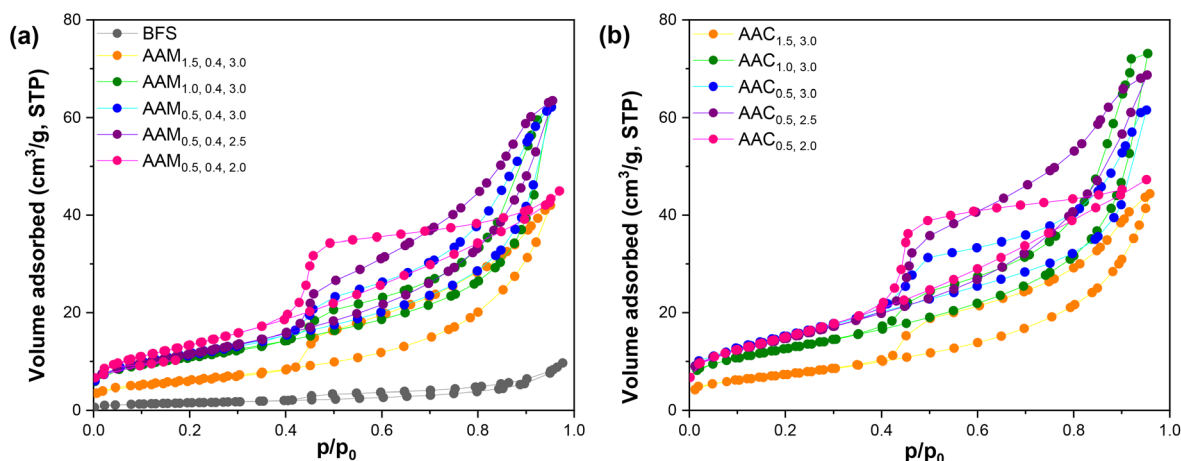 (a)
BFS
AAM1.5, 0.4, 3.0
AAM1.0, 0.4, 3.0
AAM0.5, 0.4, 3.0
AAM0.5, 0.4, 2.5
AAM0.5, 0.4, 2.0
Volume adsorbed (cm³/g, STP)
80
60
40
20
0
0.0 0.2 0.4 0.6 0.8 1.0
p/p₀
(b)
AAC1.5, 3.0
AAC1.0, 3.0
AAC0.5, 3.0
AAC0.5, 2.5
AAC0.5, 2.0
Volume adsorbed (cm³/g, STP)
80
60
40
20
0
0.0 0.2 0.4 0.6 0.8 1.0
p/p₀